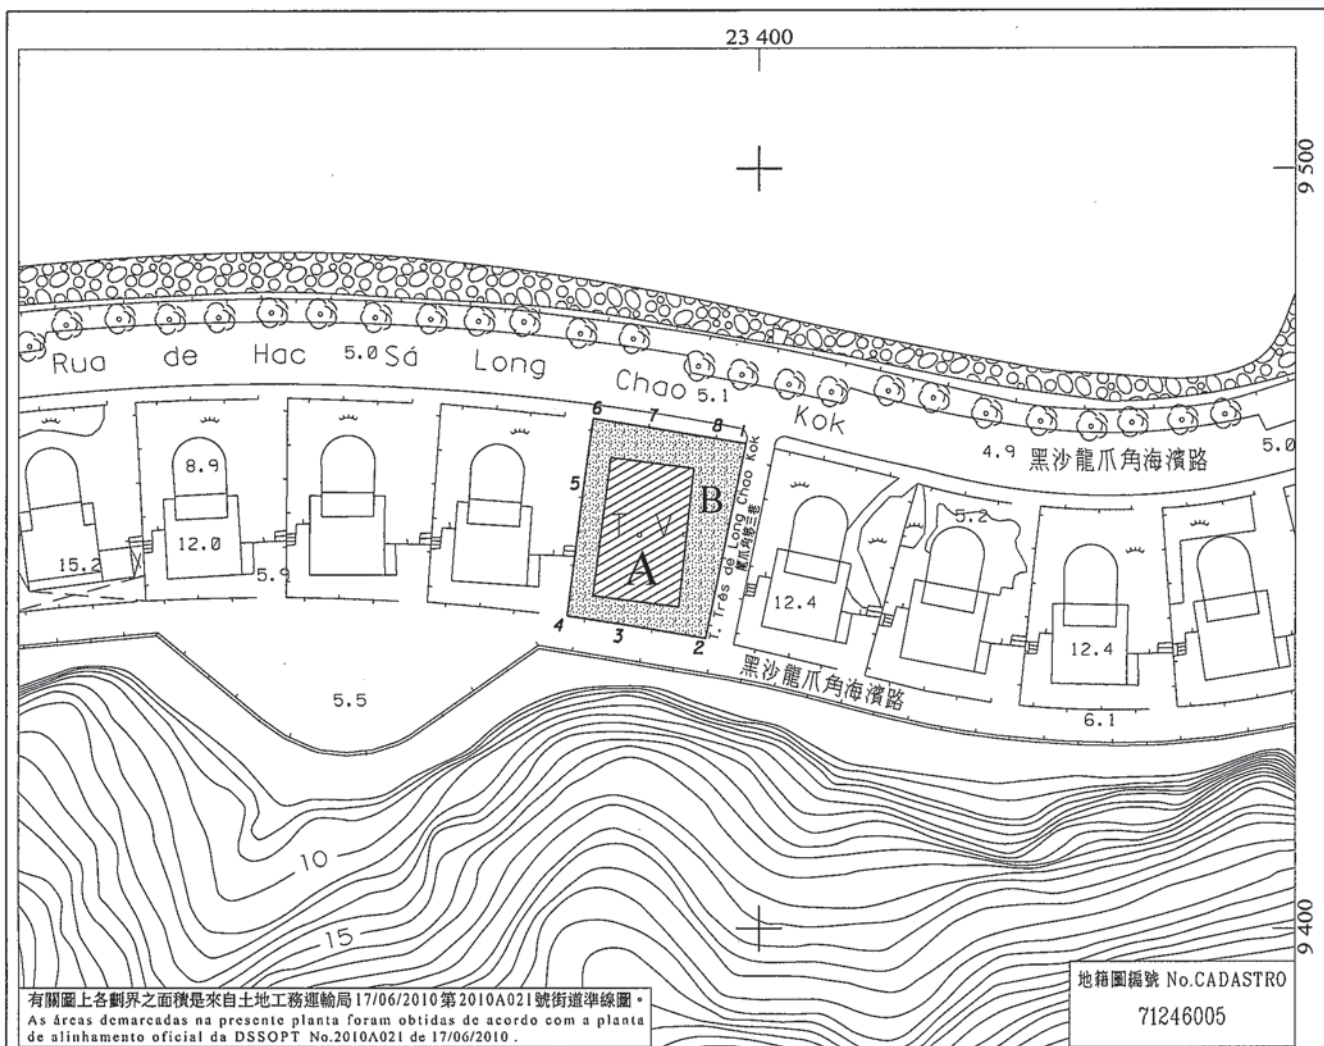 23 400
9 500
Rua de Hac 5.0 Sá Long Chao 5.1 Kok
4.9 黑沙龍爪角海濱路 5.0
6 7 8 1
8.9
5
B
5.2
T. V
T. Três de Long Chao Kok
龍爪角第三巷
12.0
15.2
5.9
A
12.4
4 3 2
12.4
黑沙龍爪角海濱路
5.5
6.1
10
15
9 400
有關圖上各劃界之面積是來自土地工務運輸局17/06/2010第2010A021號街道準線圖。
As áreas demarcadas na presente planta foram obtidas de acordo com a planta
de alinhamento oficial da DSSOPT No.2010A021 de 17/06/2010 .
地籍圖編號 No.CADASTRO
71246005